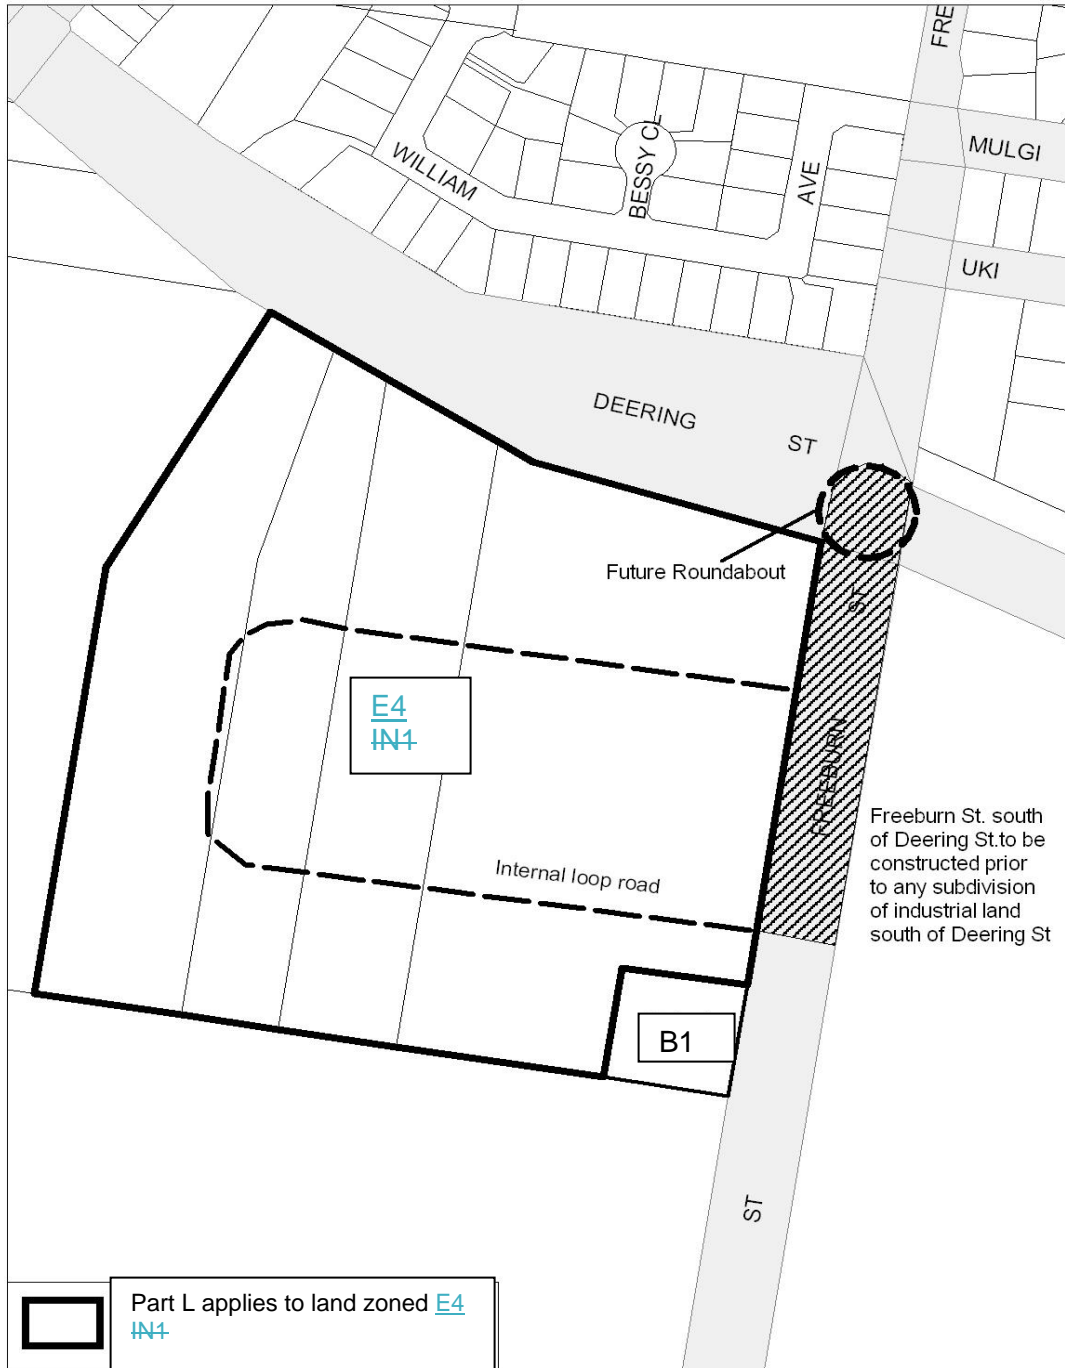 FRE
MULGI
WILLIAM
BESSY CL
AVE
UKI
DEERING
ST
Future Roundabout
ST
E4
IN1
FREEBURN
Freeburn St. south
of Deering St.to be
constructed prior
to any subdivision
of industrial land
south of Deering St
Internal loop road
B1
ST
Part L applies to land zoned E4
IN1